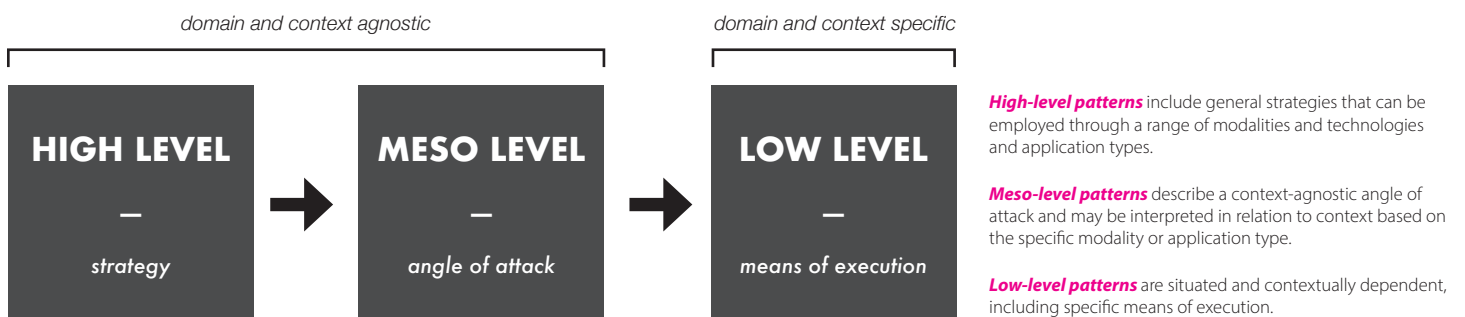 domain and context agnostic
domain and context specific
HIGH LEVEL
–
strategy
MESO LEVEL
–
angle of attack
LOW LEVEL
–
means of execution
High-level patterns include general strategies that can be
employed through a range of modalities and technologies
and application types.
Meso-level patterns describe a context-agnostic angle of
attack and may be interpreted in relation to context based on
the specific modality or application type.
Low-level patterns are situated and contextually dependent,
including specific means of execution.